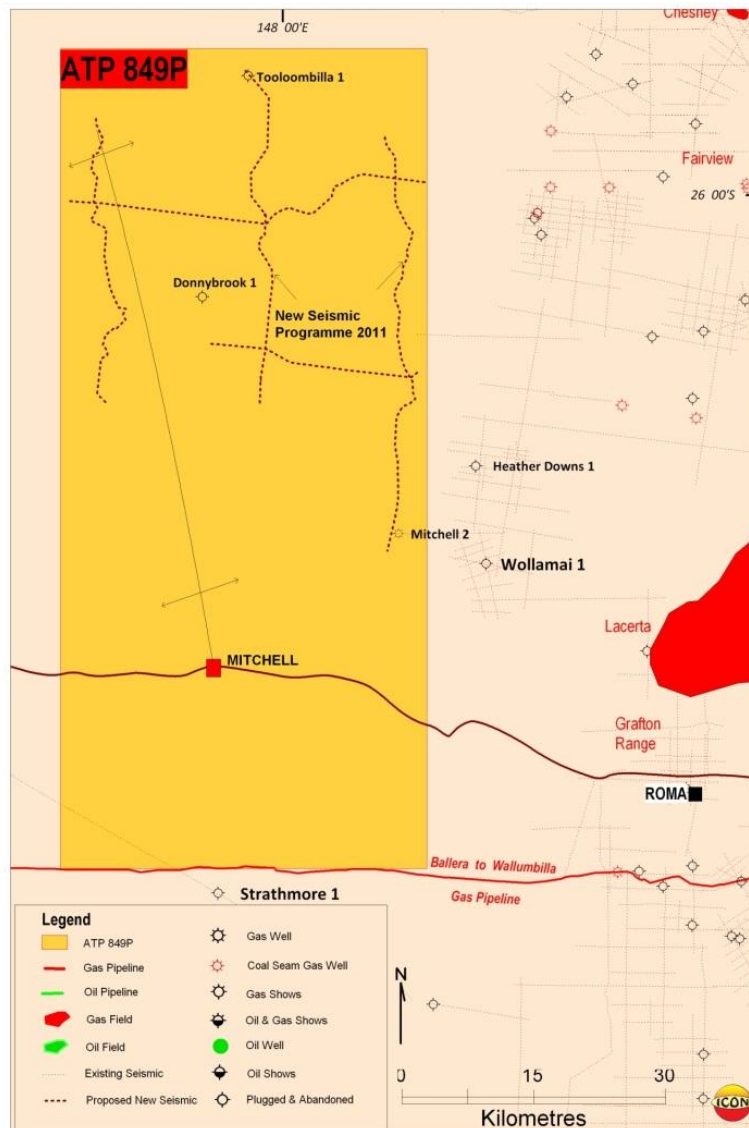 148 00'E
Chesney
ATP 849P
Tooloombilla 1
Fairview
26 00'S
Donnybrook 1
New Seismic
Programme 2011
Heather Downs 1
Mitchell 2
Wollamai 1
Lacerta
MITCHELL
Grafton
Range
ROMA
Ballera to Wallumbilla
Gas Pipeline
Strathmore 1
Legend
ATP 849P
Gas Pipeline
Oil Pipeline
Gas Field
Oil Field
Existing Seismic
Proposed New Seismic
Gas Well
Coal Seam Gas Well
Gas Shows
Oil & Gas Shows
Oil Well
Oil Shows
Plugged & Abandoned
N
0 15 30
Kilometres
ICON